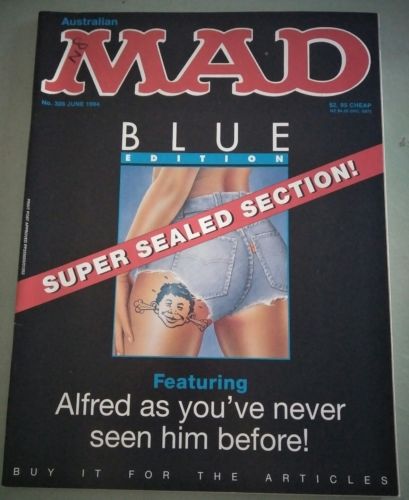 Australian
MAD
No. 326 JUNE 1994
$2.95 CHEAP
BLUE
EDITION
SUPER SEALED SECTION!
Featuring
Alfred as you've never
seen him before!
BUY IT FOR THE ARTICLES